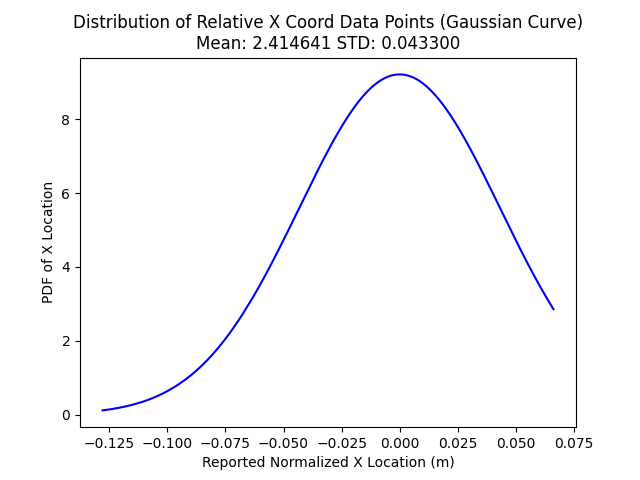 Distribution of Relative X Coord Data Points (Gaussian Curve)
Mean: 2.414641 STD: 0.043300
PDF of X Location
8
6
4
2
0
−0.125 −0.100 −0.075 −0.050 −0.025 0.000 0.025 0.050 0.075
Reported Normalized X Location (m)